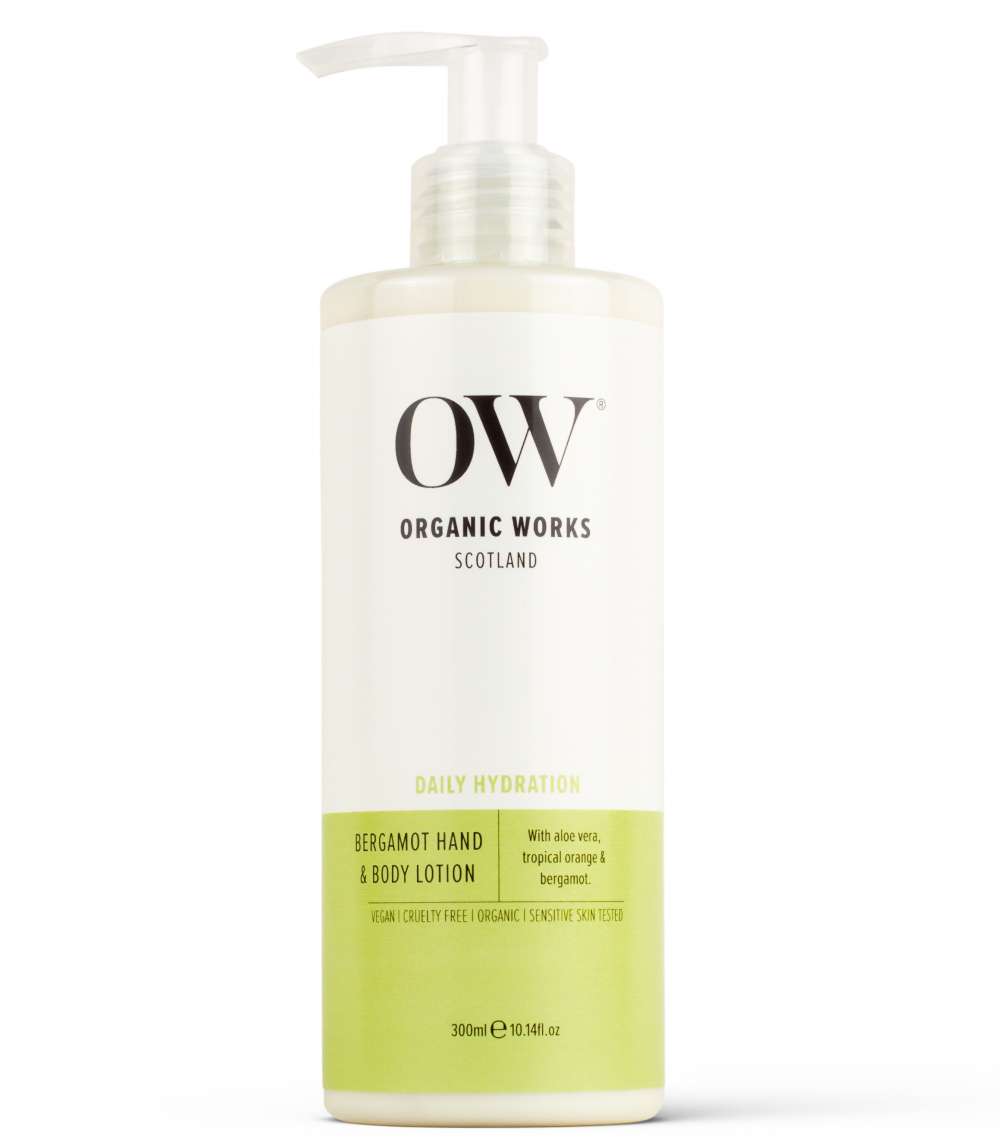 OW®
ORGANIC WORKS
SCOTLAND
DAILY HYDRATION
BERGAMOT HAND
& BODY LOTION
With aloe vera,
tropical orange &
bergamot.
VEGAN | CRUELTY FREE | ORGANIC | SENSITIVE SKIN TESTED
300ml ℮ 10.14fl.oz